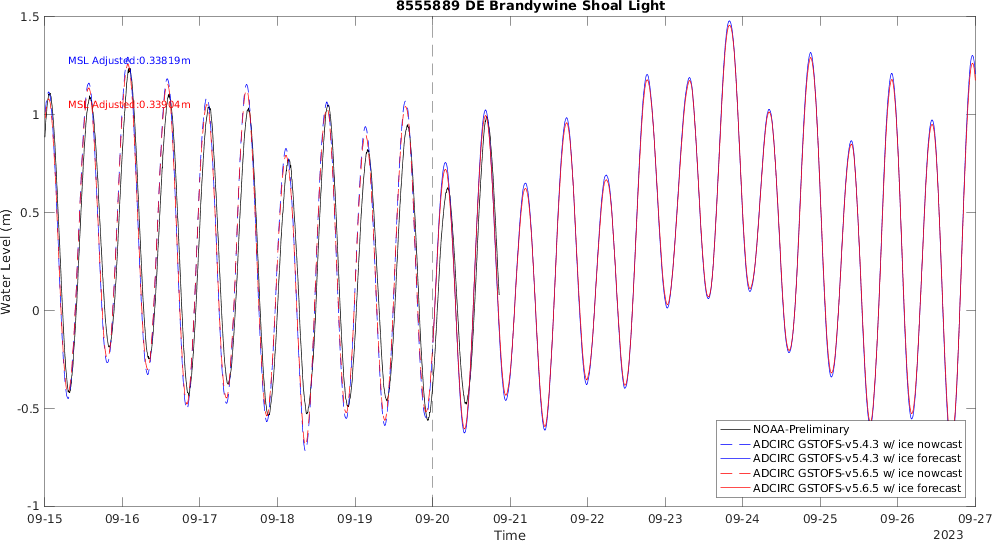 8555889 DE Brandywine Shoal Light
1.5
MSL Adjusted:0.33819m
MSL Adjusted:0.33904m
1
0.5
Water Level (m)
0
-0.5
-1
NOAA-Preliminary
ADCIRC GSTOFS-v5.4.3 w/ ice nowcast
ADCIRC GSTOFS-v5.4.3 w/ ice forecast
ADCIRC GSTOFS-v5.6.5 w/ ice nowcast
ADCIRC GSTOFS-v5.6.5 w/ ice forecast
09-15 09-16 09-17 09-18 09-19 09-20 09-21 09-22 09-23 09-24 09-25 09-26 09-27
Time
2023